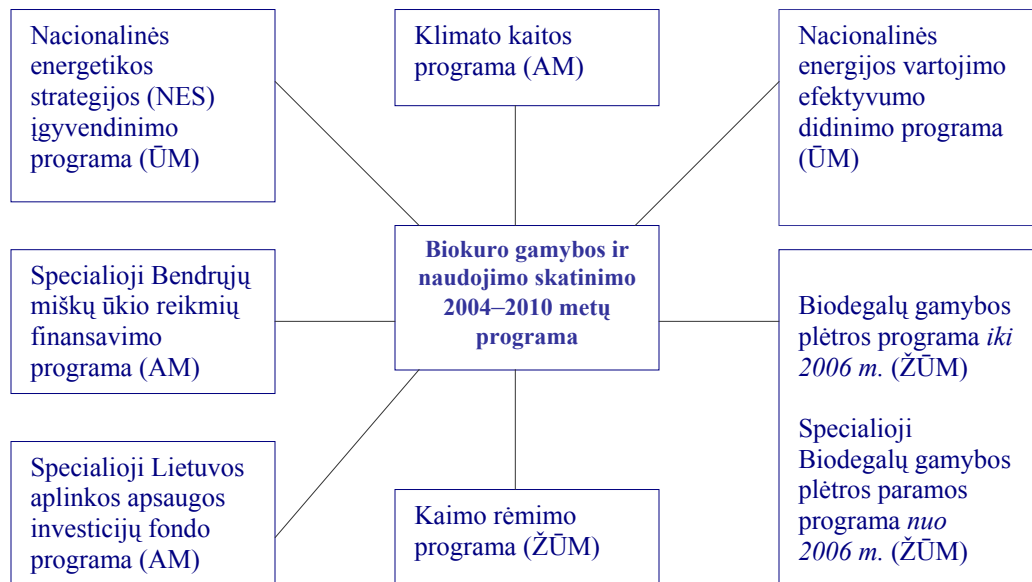 Nacionalinės
energetikos
strategijos (NES)
įgyvendinimo
programa (ŪM)
Klimato kaitos
programa (AM)
Nacionalinės
energijos vartojimo
efektyvumo
didinimo programa
(ŪM)
Specialioji Bendrųjų
miškų ūkio reikmių
finansavimo
programa (AM)
Biokuro gamybos ir
naudojimo skatinimo
2004–2010 metų
programa
Biodegalų gamybos
plėtros programa iki
2006 m. (ŽŪM)
Specialioji
Biodegalų gamybos
plėtros paramos
programa nuo
2006 m. (ŽŪM)
Specialioji Lietuvos
aplinkos apsaugos
investicijų fondo
programa (AM)
Kaimo rėmimo
programa (ŽŪM)